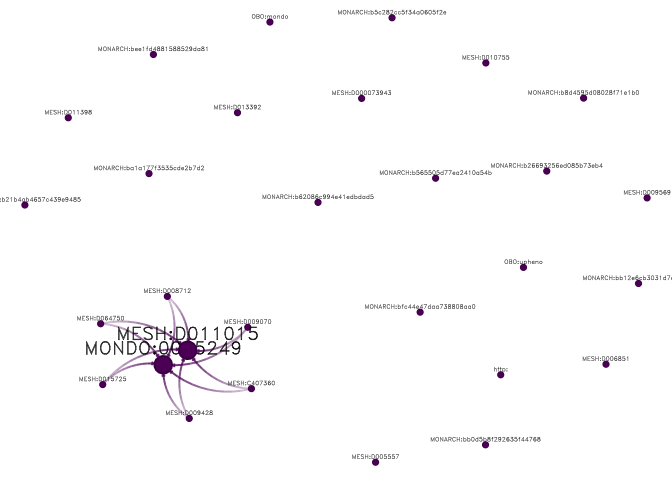 MONARCH:b5c282cc5f34a0605f2e
OBO:mondo
MONARCH:bee1fd4881588529da81
MESH:D010755
MESH:D000073943
MONARCH:b8d4595d08028f71e1b0
MESH:D011398
MESH:D013392
MONARCH:ba1a177f3535cde2b7d2
MONARCH:b565505d77ea2410a54b
MONARCH:b26693256ed085b73eb4
:b21b4ab4657c439e9485
MONARCH:b62086c994e41edbdad5
MESH:D009569
OBO:upheno
MONARCH:bb12e6cb3031d7
MESH:D008712
MONARCH:bfc44e47daa738808aa0
MESH:D064750
MESH:D009070
MESH:D011015
MONDO:0005249
MESH:D006851
http:
MESH:D015725
MESH:C407360
MESH:D009428
MONARCH:bb0d5b8f292635f44768
MESH:D005557